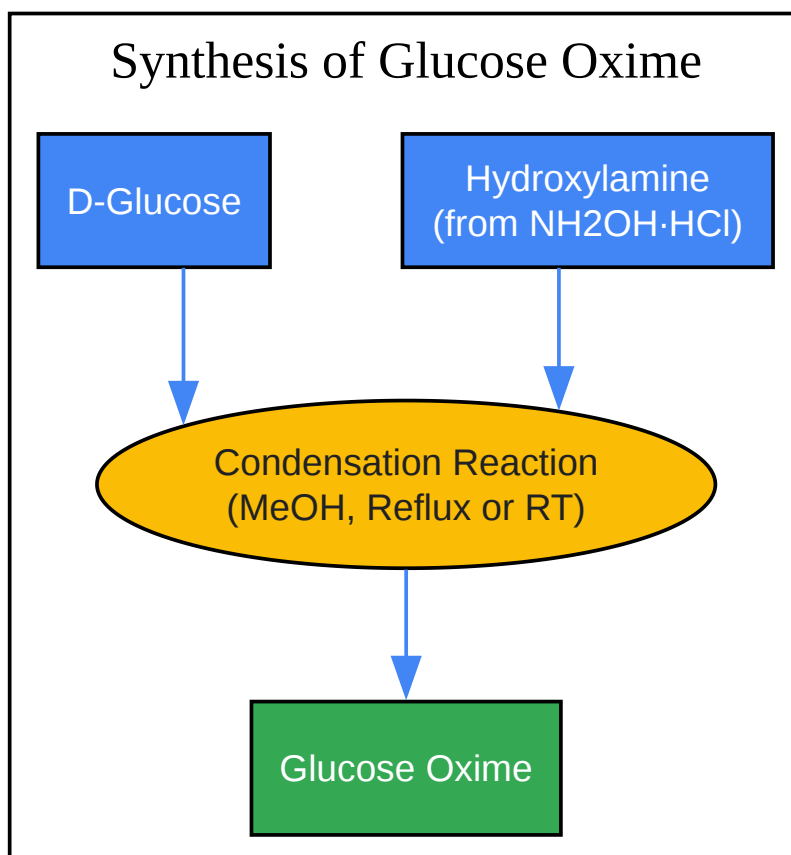 Synthesis of Glucose Oxime
D-Glucose
Hydroxylamine
(from NH2OH·HCl)
Condensation Reaction
(MeOH, Reflux or RT)
Glucose Oxime